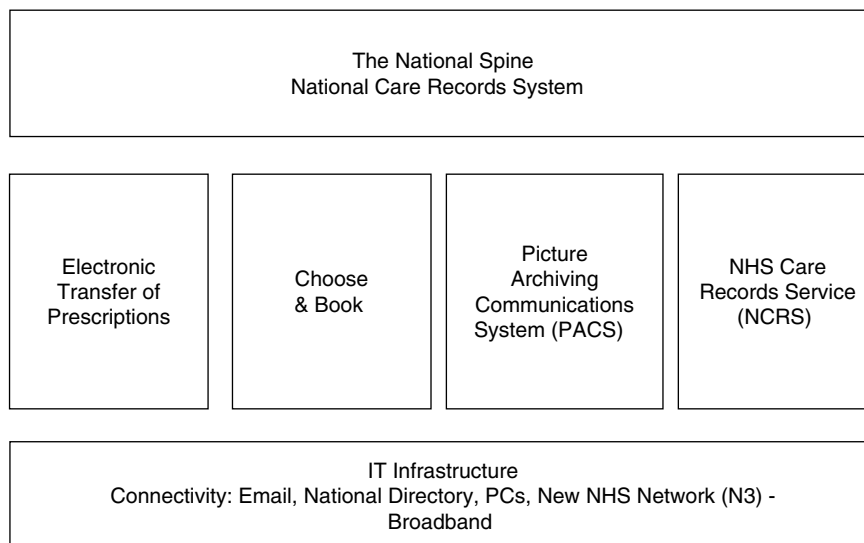 The National Spine
National Care Records System
Electronic
Transfer of
Prescriptions
Choose
& Book
Picture
Archiving
Communications
System (PACS)
NHS Care
Records Service
(NCRS)
IT Infrastructure
Connectivity: Email, National Directory, PCs, New NHS Network (N3) -
Broadband